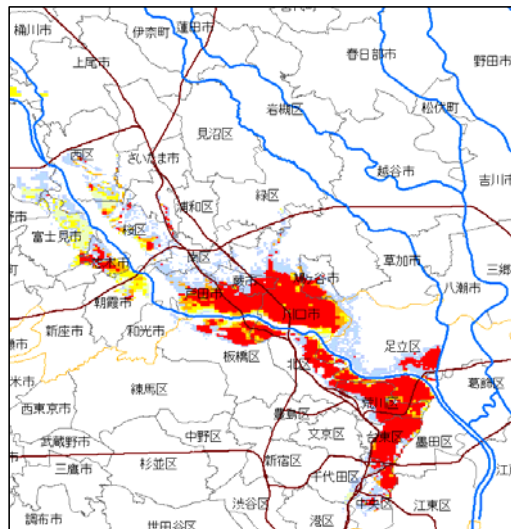 桶川市
伊奈町
蓮田市
上尾市
春日部市
野田市
岩槻区
松伏町
見沼区
西区
さいたま市
越谷市
吉川市
緑区
浦和区
桜区
富士見市
南区
草加市
三郷
蕨市
鳩ヶ谷市
八潮市
戸田市
川口市
朝霞市
新座市
和光市
足立区
板橋区
北区
葛飾区
練馬区
西東京市
豊島区
荒川区
文京区
台東区
墨田区
武蔵野市
中野区
三鷹市
杉並区
新宿区
千代田区
江東区
渋谷区
調布市
世田谷区
港区